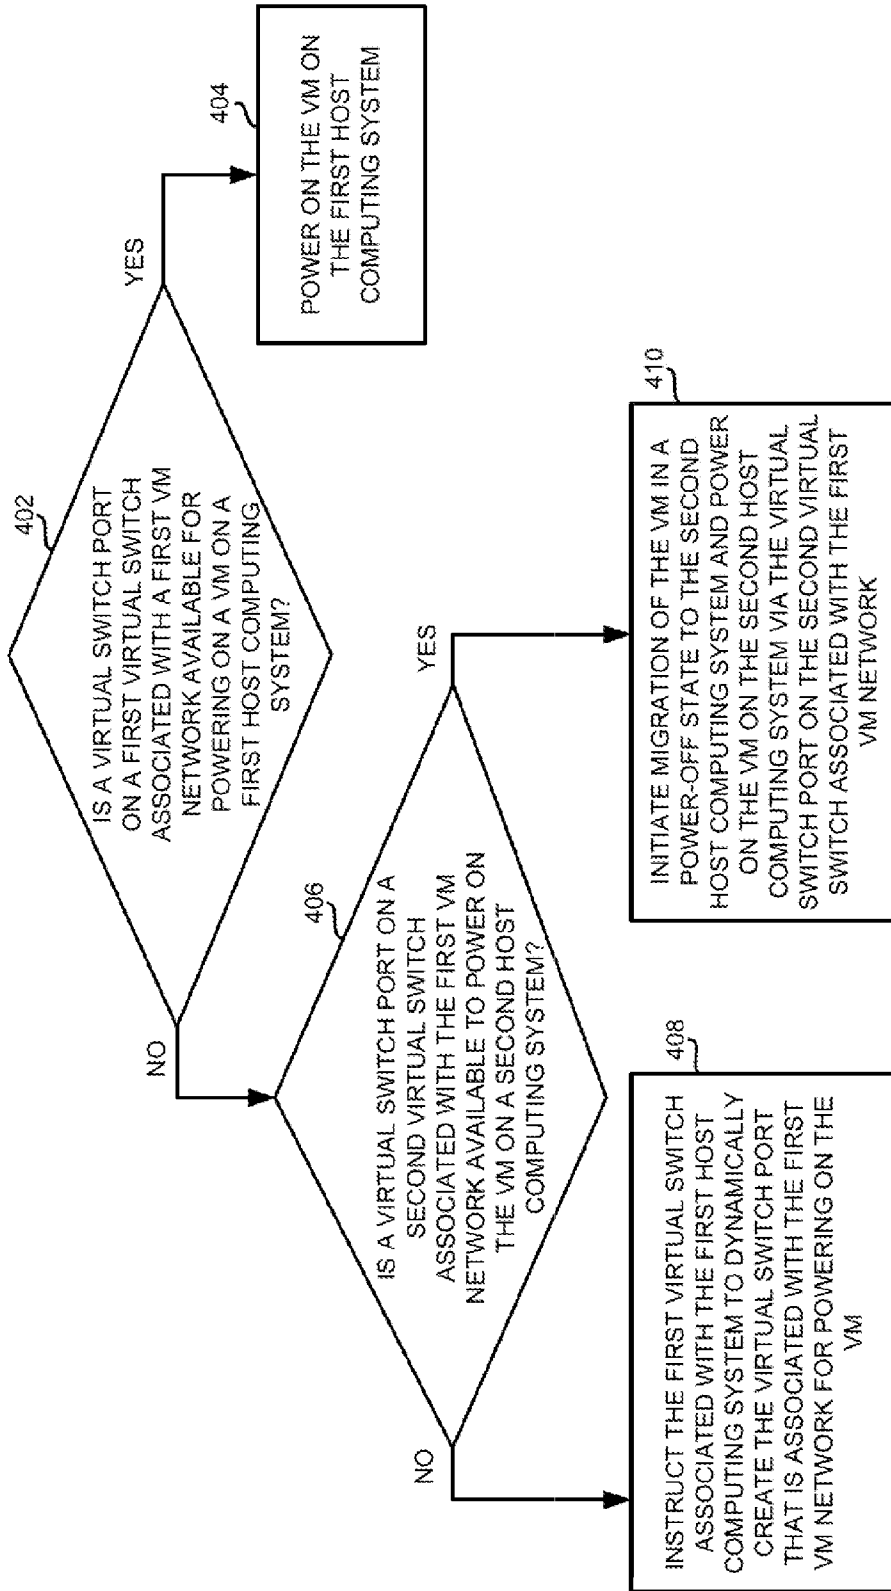 402
IS A VIRTUAL SWITCH PORT
ON A FIRST VIRTUAL SWITCH
ASSOCIATED WITH A FIRST VM
NETWORK AVAILABLE FOR
POWERING ON A VM ON A
FIRST HOST COMPUTING
SYSTEM?
YES
404
POWER ON THE VM ON
THE FIRST HOST
COMPUTING SYSTEM
NO
406
IS A VIRTUAL SWITCH PORT ON A
SECOND VIRTUAL SWITCH
ASSOCIATED WITH THE FIRST VM
NETWORK AVAILABLE TO POWER ON
THE VM ON A SECOND HOST
COMPUTING SYSTEM?
NO
408
INSTRUCT THE FIRST VIRTUAL SWITCH
ASSOCIATED WITH THE FIRST HOST
COMPUTING SYSTEM TO DYNAMICALLY
CREATE THE VIRTUAL SWITCH PORT
THAT IS ASSOCIATED WITH THE FIRST
VM NETWORK FOR POWERING ON THE
VM
YES
410
INITIATE MIGRATION OF THE VM IN A
POWER-OFF STATE TO THE SECOND
HOST COMPUTING SYSTEM AND POWER
ON THE VM ON THE SECOND HOST
COMPUTING SYSTEM VIA THE VIRTUAL
SWITCH PORT ON THE SECOND VIRTUAL
SWITCH ASSOCIATED WITH THE FIRST
VM NETWORK